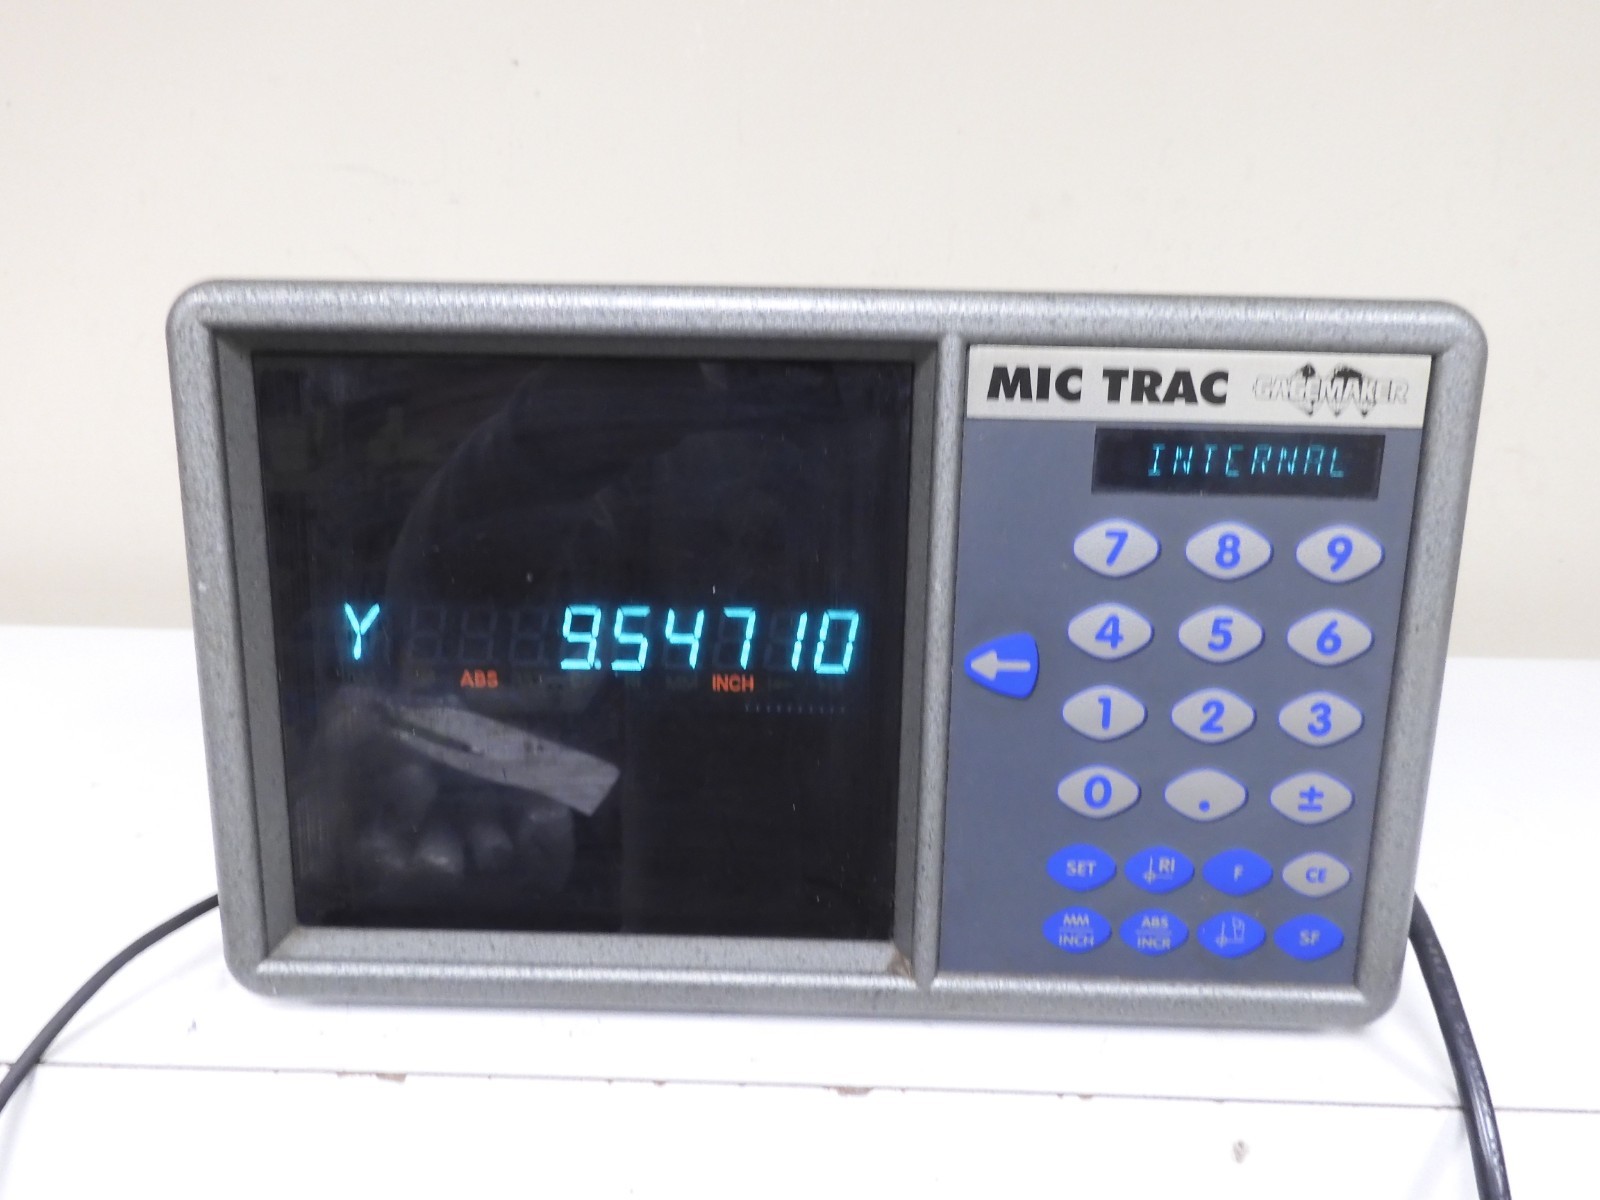 MIC TRAC GAGEMAKER
INTERNAL
Y 9.54710
ABS INCH
7 8 9
4 5 6
1 2 3
0 . ±
SET RI F CE
MM
INCH
ABS
INCR
SF